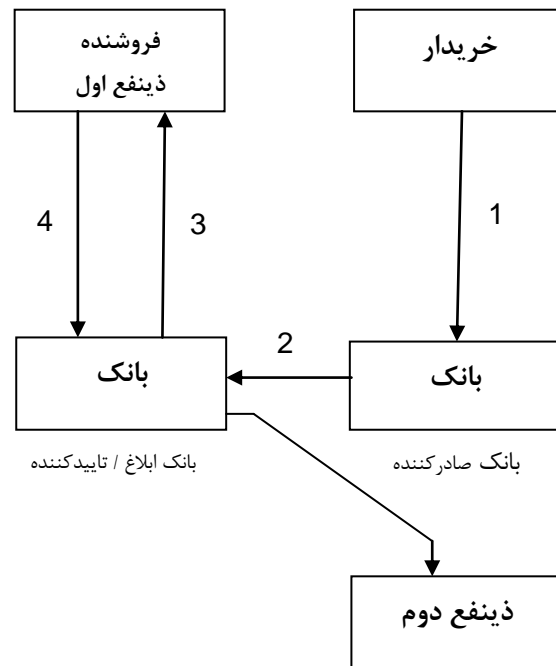 خریدار
فروشنده
ذینفع اول
1
3
4
2
بانک
بانک
بانک صادرکننده
بانک ابلاغ / تاییدکننده
ذینفع دوم